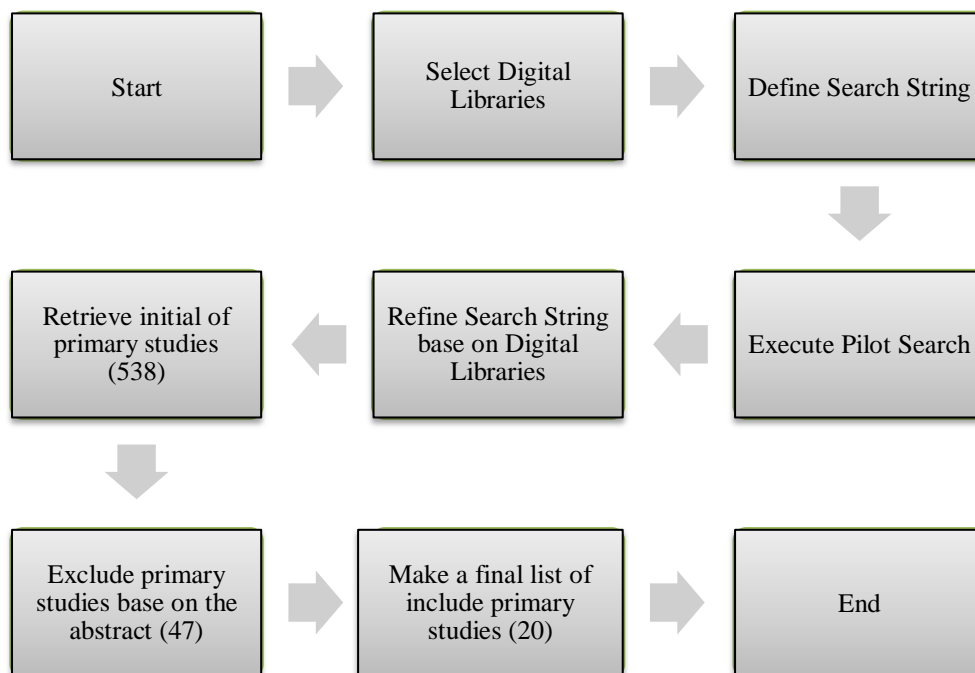 Start
Select Digital
Libraries
Define Search String
Execute Pilot Search
Refine Search String
base on Digital
Libraries
Retrieve initial of
primary studies
(538)
Exclude primary
studies base on the
abstract (47)
Make a final list of
include primary
studies (20)
End